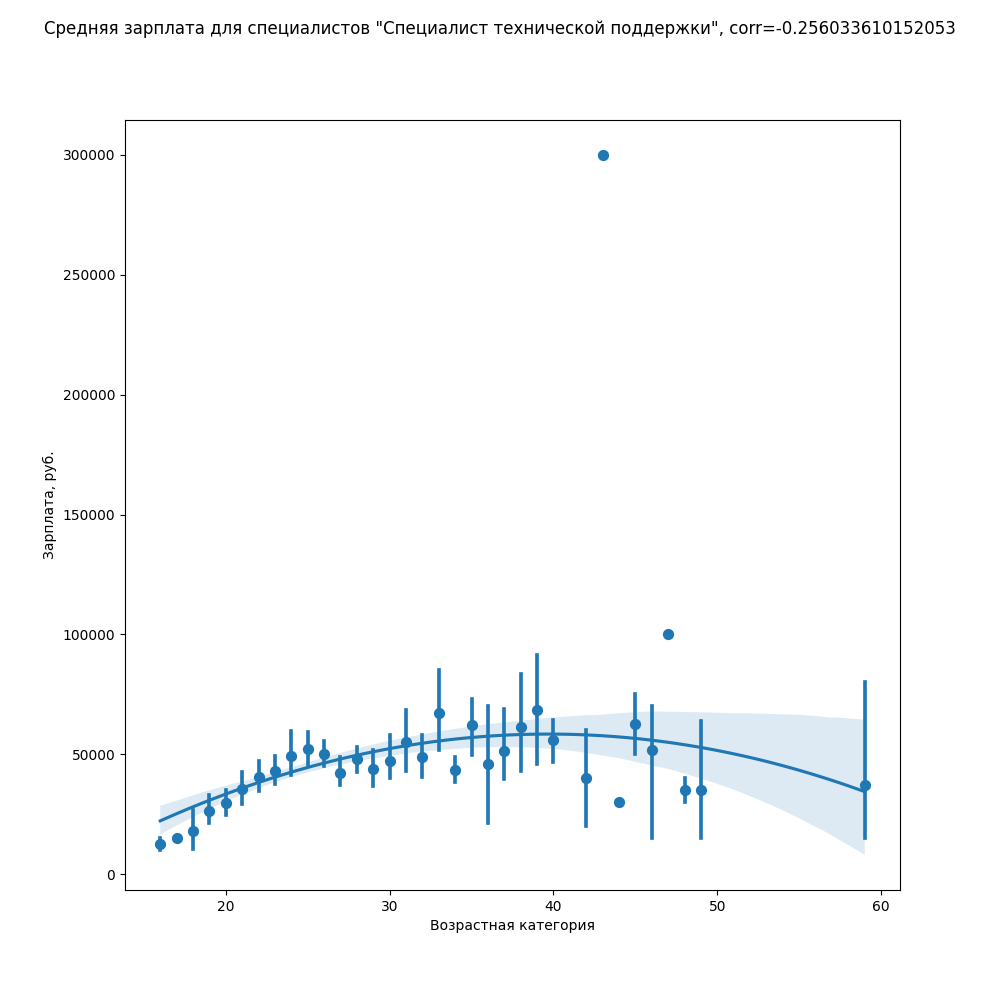 Средняя зарплата для специалистов "Специалист технической поддержки", corr=-0.256033610152053
300000
250000
200000
150000
100000
50000
0
Зарплата, руб.
20 30 40 50 60
Возрастная категория